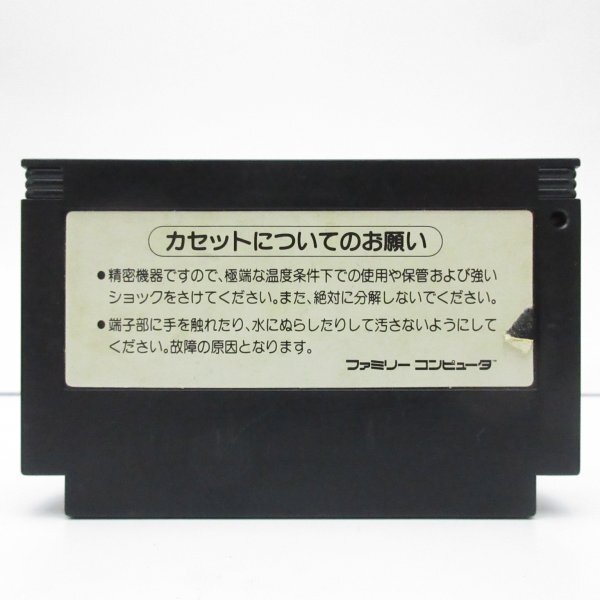 カセットについてのお願い
●精密機器ですので、極端な温度条件下での使用や保管および強い
ショックをさけてください。また、絶対に分解しないでください。
●端子部に手を触れたり、水にぬらしたりして汚さないようにして
ください。故障の原因となります。
ファミリー コンピュータ™